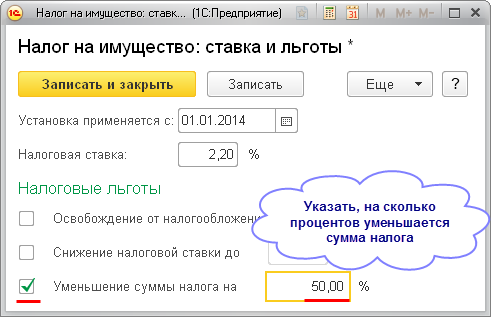 1С Налог на имущество: ставк... (1С:Предприятие) 31 M M+ M-
Налог на имущество: ставка и льготы *
Записать и закрыть Записать Еще ?
Установка применяется с: 01.01.2014
Налоговая ставка: 2,20 %
Налоговые льготы
Указать, на сколько
процентов уменьшается
сумма налога
Освобождение от налогообложени
Снижение налоговой ставки до
Уменьшение суммы налога на 50,00 %